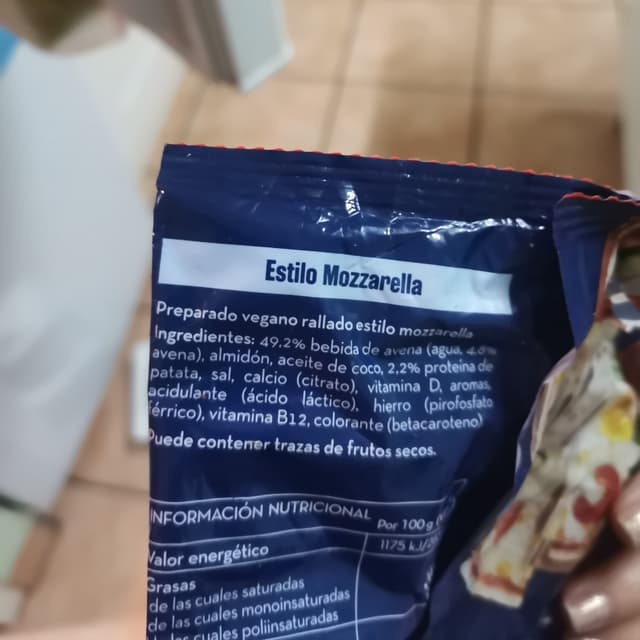 Estilo Mozzarella
Preparado vegano rallado estilo mozzarella
Ingredientes: 49,2% bebida de avena (agua, 4,8%
avena), almidón, aceite de coco, 2,2% proteína de
patata, sal, calcio (citrato), vitamina D, aromas,
acidulante (ácido láctico), hierro (pirofosfato
férrico), vitamina B12, colorante (betacaroteno)
Puede contener trazas de frutos secos.
INFORMACIÓN NUTRICIONAL
Por 100 g
Valor energético
1175 kJ/
Grasas
de las cuales saturadas
de las cuales monoinsaturadas
de las cuales poliinsaturadas